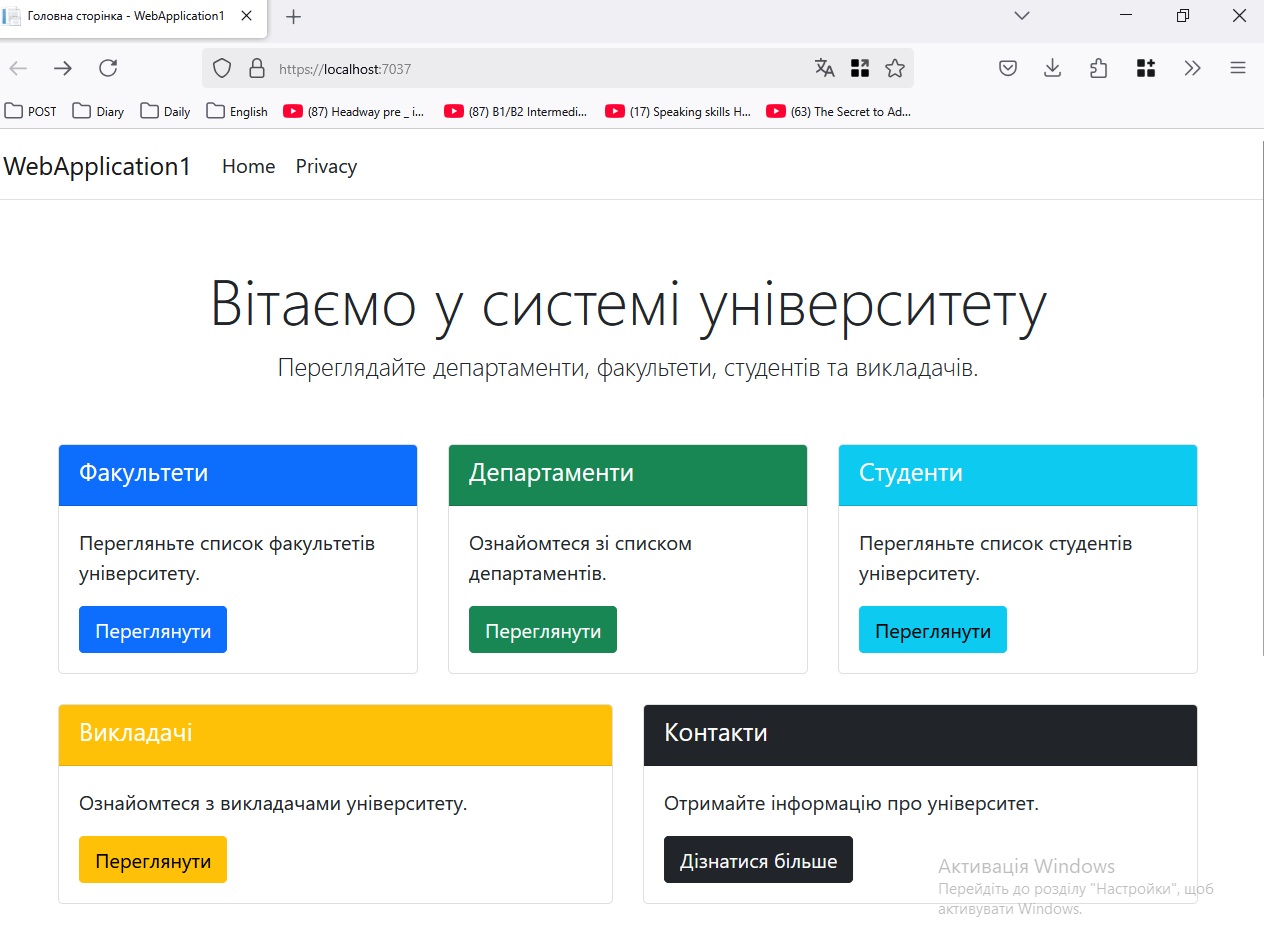 Головна сторінка - WebApplication1
https://localhost:7037
POST Diary Daily English (87) Headway pre _ i... (87) B1/B2 Intermedi... (17) Speaking skills H... (63) The Secret to Ad...
WebApplication1 Home Privacy
Вітаємо у системі університету
Переглядайте департаменти, факультети, студентів та викладачів.
Факультети
Перегляньте список факультетів
університету.
Переглянути
Департаменти
Ознайомтеся зі списком
департаментів.
Переглянути
Студенти
Перегляньте список студентів
університету.
Переглянути
Викладачі
Ознайомтеся з викладачами університету.
Переглянути
Контакти
Отримайте інформацію про університет.
Дізнатися більше
Активація Windows
Перейдіть до розділу "Настройки", щоб
активувати Windows.